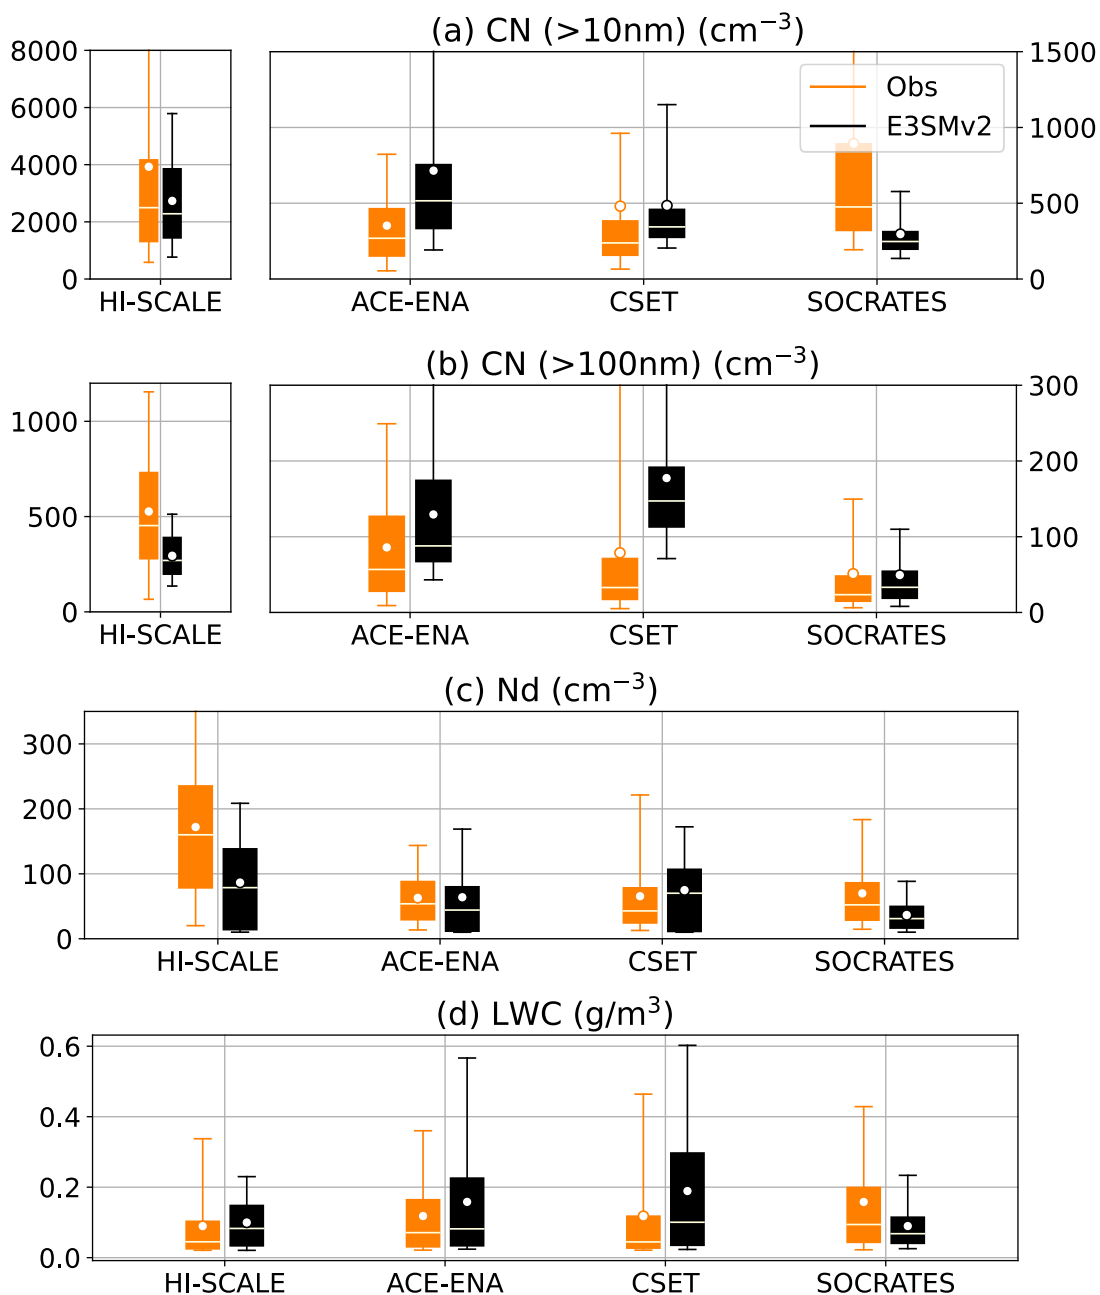 (a) CN (>10nm) (cm⁻³)
8000
6000
4000
2000
0
HI-SCALE
ACE-ENA
CSET
SOCRATES
1500
1000
500
0
Obs
E3SMv2
(b) CN (>100nm) (cm⁻³)
1000
500
0
HI-SCALE
ACE-ENA
CSET
SOCRATES
300
200
100
0
(c) Nd (cm⁻³)
300
200
100
0
HI-SCALE
ACE-ENA
CSET
SOCRATES
(d) LWC (g/m³)
0.6
0.4
0.2
0.0
HI-SCALE
ACE-ENA
CSET
SOCRATES